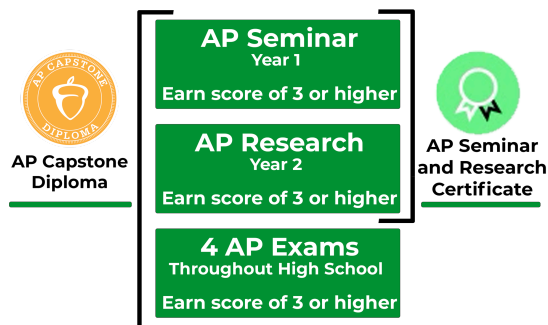 AP CAPSTONE
DIPLOMA
AP Capstone
Diploma
AP Seminar
Year 1
Earn score of 3 or higher
AP Research
Year 2
Earn score of 3 or higher
4 AP Exams
Throughout High School
Earn score of 3 or higher
AP Seminar
and Research
Certificate